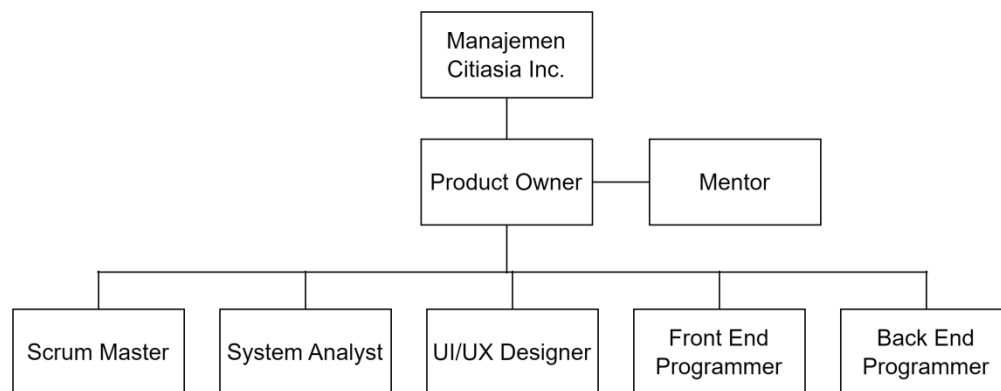 Manajemen
Citiasia Inc.
Product Owner
Mentor
Scrum Master
System Analyst
UI/UX Designer
Front End
Programmer
Back End
Programmer